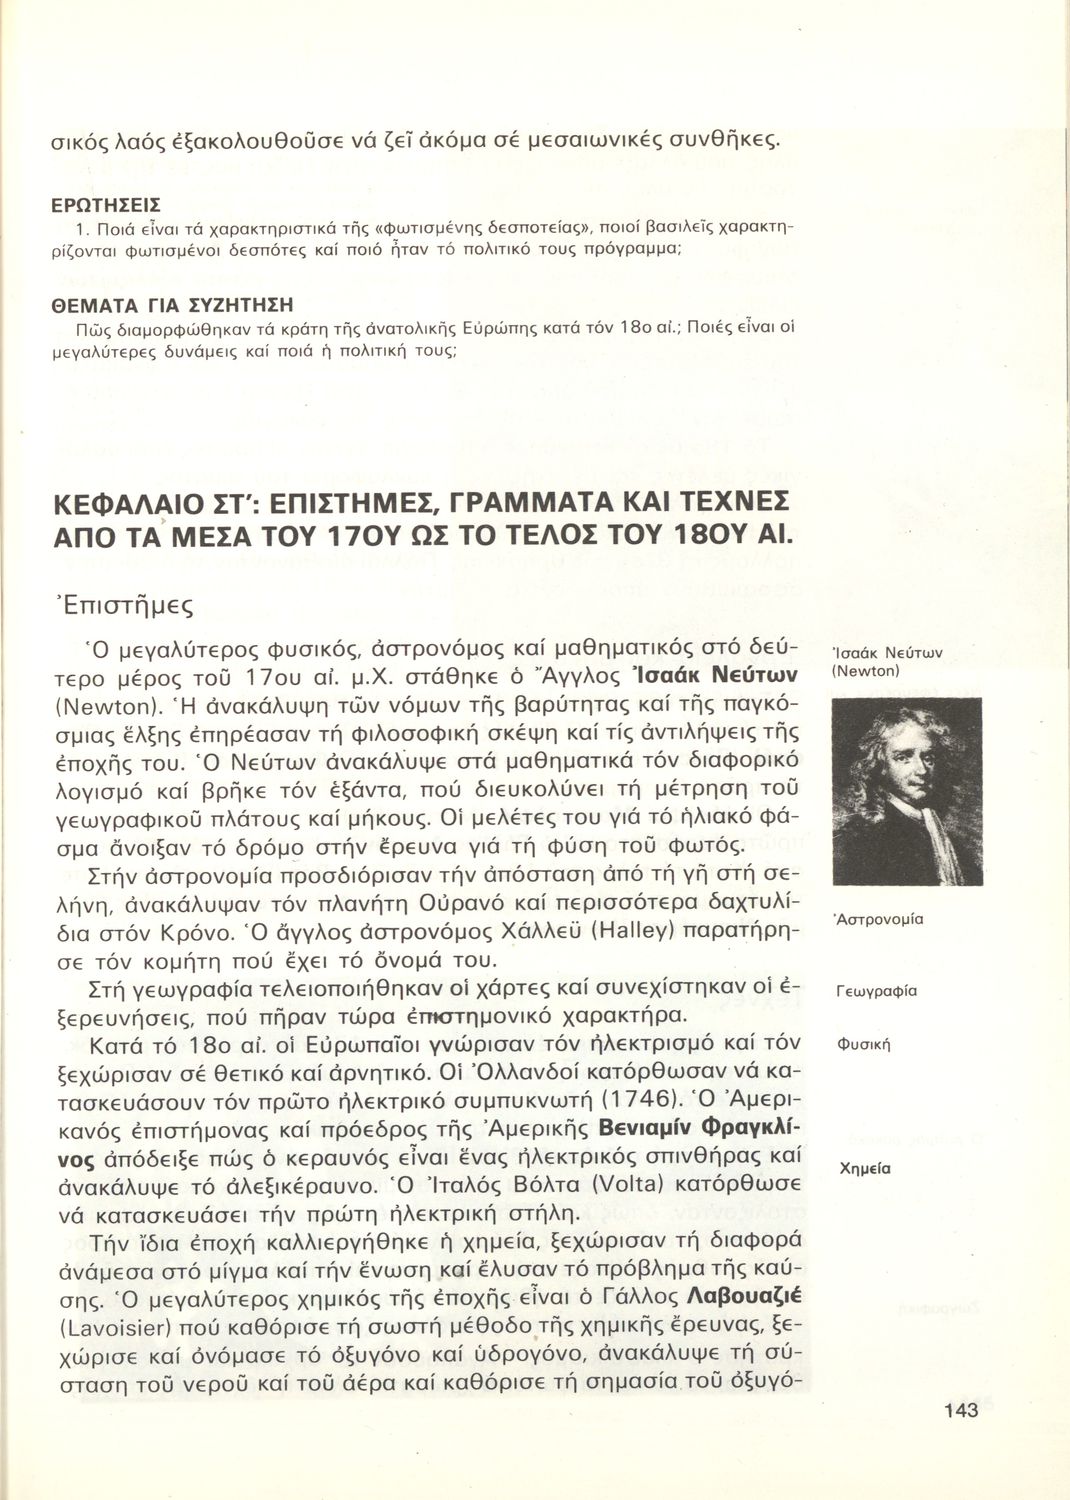 σικός λαός ἐξακολουθοῦσε νά ζεῖ ἀκόμα σέ μεσαιωνικές συνθῆκες.
ΕΡΩΤΗΣΕΙΣ
1. Ποιά εἶναι τά χαρακτηριστικά τῆς «φωτισμένης δεσποτείας», ποιοί βασιλεῖς χαρακτη-
ρίζονται φωτισμένοι δεσπότες καί ποιό ἦταν τό πολιτικό τους πρόγραμμα;
ΘΕΜΑΤΑ ΓΙΑ ΣΥΖΗΤΗΣΗ
Πῶς διαμορφώθηκαν τά κράτη τῆς ἀνατολικῆς Εὐρώπης κατά τόν 18ο αἰ.; Ποιές εἶναι οἱ
μεγαλύτερες δυνάμεις καί ποιά ἡ πολιτική τους;
ΚΕΦΑΛΑΙΟ ΣΤ′: ΕΠΙΣΤΗΜΕΣ, ΓΡΑΜΜΑΤΑ ΚΑΙ ΤΕΧΝΕΣ
ΑΠΟ ΤΑ ΜΕΣΑ ΤΟΥ 17ΟΥ ΩΣ ΤΟ ΤΕΛΟΣ ΤΟΥ 18ΟΥ ΑΙ.
Ἐπιστῆμες
Ὁ μεγαλύτερος φυσικός, ἀστρονόμος καί μαθηματικός στό δεύ-
τερο μέρος τοῦ 17ου αἰ. μ.Χ. στάθηκε ὁ Ἄγγλος Ἰσαάκ Νεύτων
(Newton). Ἡ ἀνακάλυψη τῶν νόμων τῆς βαρύτητας καί τῆς παγκό-
σμιας ἕλξης ἐπηρέασαν τή φιλοσοφική σκέψη καί τίς ἀντιλήψεις τῆς
ἐποχῆς του. Ὁ Νεύτων ἀνακάλυψε στά μαθηματικά τόν διαφορικό
λογισμό καί βρῆκε τόν ἑξάντα, πού διευκολύνει τή μέτρηση τοῦ
γεωγραφικοῦ πλάτους καί μήκους. Οἱ μελέτες του γιά τό ἡλιακό φά-
σμα ἄνοιξαν τό δρόμο στήν ἔρευνα γιά τή φύση τοῦ φωτός.
Στήν ἀστρονομία προσδιόρισαν τήν ἀπόσταση ἀπό τή γῆ στή σε-
λήνη, ἀνακάλυψαν τόν πλανήτη Οὐρανό καί περισσότερα δαχτυλί-
δια στόν Κρόνο. Ὁ ἄγγλος ἀστρονόμος Χάλλεϋ (Halley) παρατήρη-
σε τόν κομήτη πού ἔχει τό ὄνομά του.
Στή γεωγραφία τελειοποιήθηκαν οἱ χάρτες καί συνεχίστηκαν οἱ ἐ-
ξερευνήσεις, πού πῆραν τώρα ἐπιστημονικό χαρακτήρα.
Κατά τό 18ο αἰ. οἱ Εὐρωπαῖοι γνώρισαν τόν ἠλεκτρισμό καί τόν
ξεχώρισαν σέ θετικό καί ἀρνητικό. Οἱ Ὁλλανδοί κατόρθωσαν νά κα-
τασκευάσουν τόν πρῶτο ἠλεκτρικό συμπυκνωτή (1746). Ὁ Ἀμερι-
κανός ἐπιστήμονας καί πρόεδρος τῆς Ἀμερικῆς Βενιαμίν Φραγκλί-
νος ἀπόδειξε πώς ὁ κεραυνός εἶναι ἕνας ἠλεκτρικός σπινθήρας καί
ἀνακάλυψε τό ἀλεξικέραυνο. Ὁ Ἰταλός Βόλτα (Volta) κατόρθωσε
νά κατασκευάσει τήν πρώτη ἠλεκτρική στήλη.
Τήν ἴδια ἐποχή καλλιεργήθηκε ἡ χημεία, ξεχώρισαν τή διαφορά
ἀνάμεσα στό μίγμα καί τήν ἕνωση καί ἔλυσαν τό πρόβλημα τῆς καύ-
σης. Ὁ μεγαλύτερος χημικός τῆς ἐποχῆς εἶναι ὁ Γάλλος Λαβουαζιέ
(Lavoisier) πού καθόρισε τή σωστή μέθοδο τῆς χημικῆς ἔρευνας, ξε-
χώρισε καί ὀνόμασε τό ὀξυγόνο καί ὑδρογόνο, ἀνακάλυψε τή σύ-
σταση τοῦ νεροῦ καί τοῦ ἀέρα καί καθόρισε τή σημασία τοῦ ὀξυγό-
Ἰσαάκ Νεύτων
(Newton)
Ἀστρονομία
Γεωγραφία
Φυσική
Χημεία
143